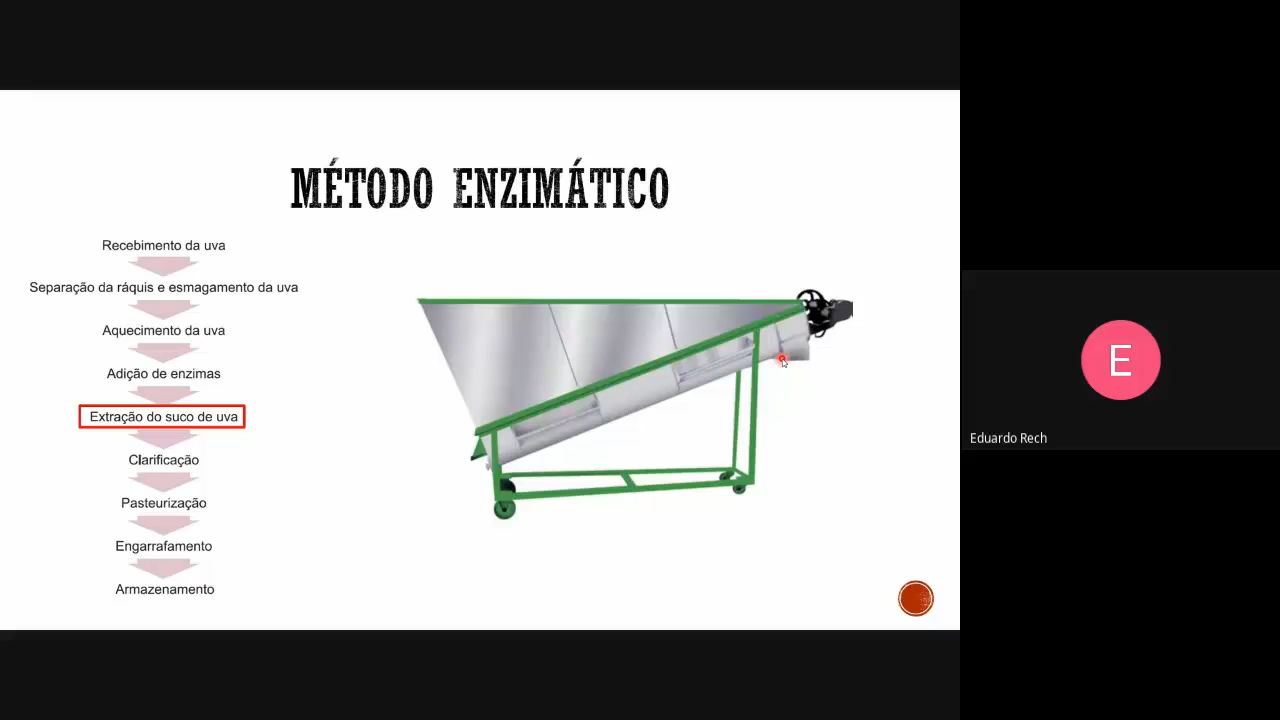 MÉTODO ENZIMÁTICO
Recebimento da uva
Separação da ráquis e esmagamento da uva
Aquecimento da uva
Adição de enzimas
Extração do suco de uva
Clarificação
Pasteurização
Engarrafamento
Armazenamento
E
Eduardo Rech